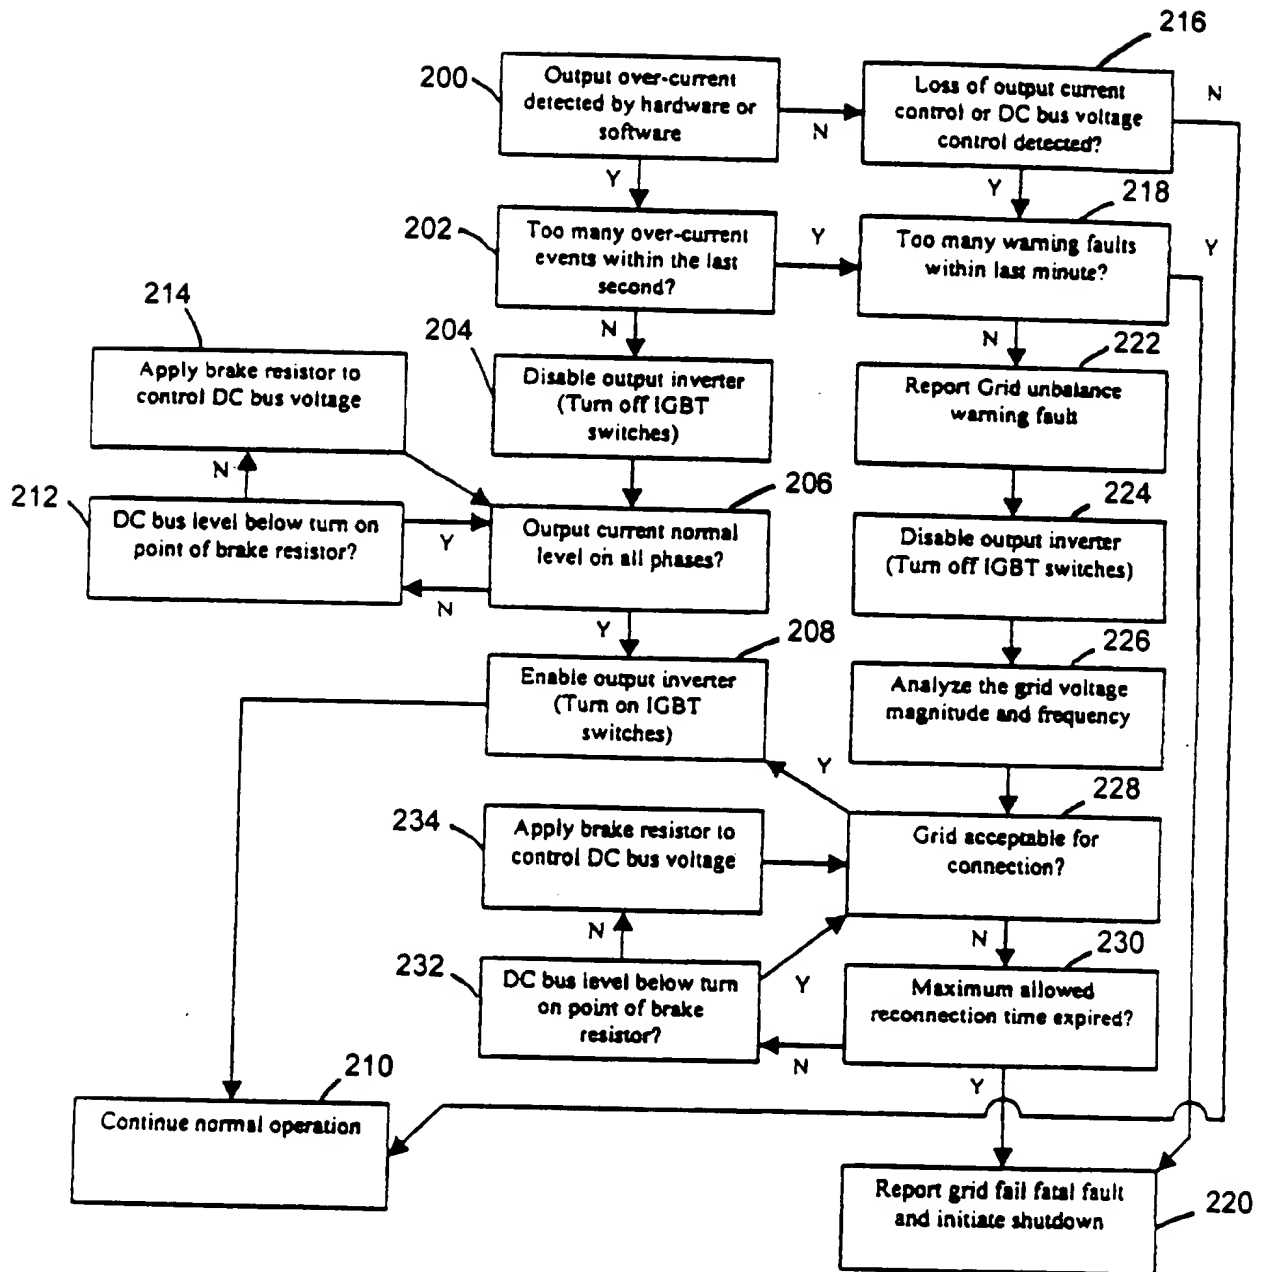 216
200
Output over-current
detected by hardware or
software
N
Loss of output current
control or DC bus voltage
control detected?
N
Y
Y
218
202
Too many over-current
events within the last
second?
Y
Too many warning faults
within last minute?
Y
214
N
N
204
222
Apply brake resistor to
control DC bus voltage
Disable output inverter
(Turn off IGBT
switches)
Report Grid unbalance
warning fault
N
206
224
212
DC bus level below turn on
point of brake resistor?
Y
N
Output current normal
level on all phases?
Disable output inverter
(Turn off IGBT switches)
Y
208
226
Enable output inverter
(Turn on IGBT
switches)
Analyze the grid voltage
magnitude and frequency
Y
228
234
Apply brake resistor to
control DC bus voltage
Grid acceptable for
connection?
N
N
230
232
DC bus level below turn
on point of brake
resistor?
Y
N
Maximum allowed
reconnection time expired?
Y
210
Continue normal operation
Report grid fail fatal fault
and initiate shutdown
220